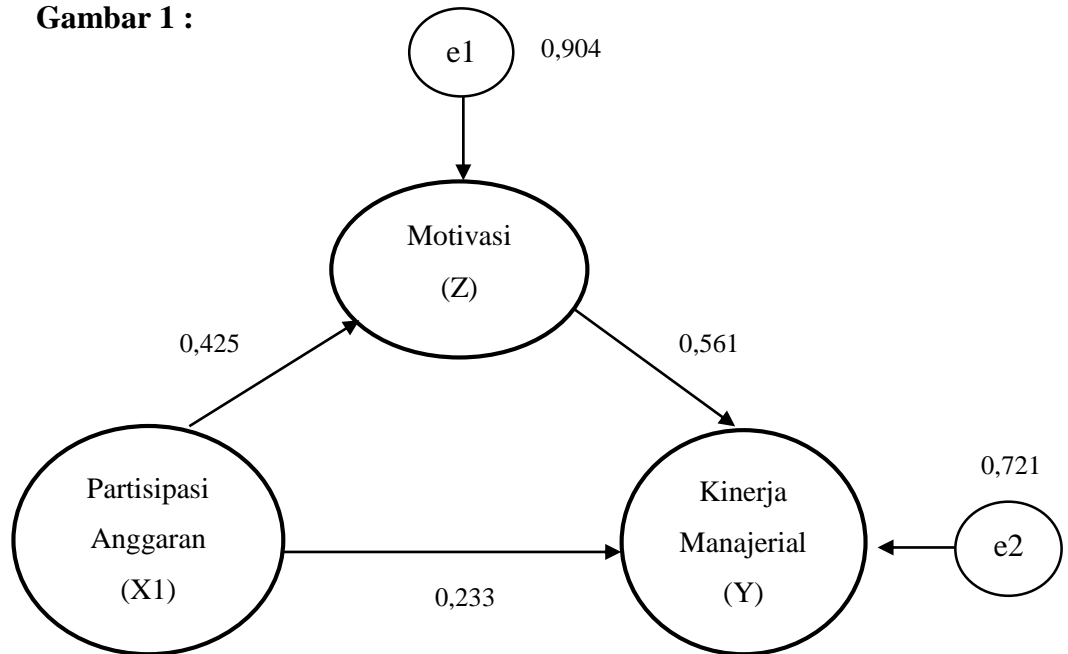 Gambar 1 :
e1
0,904
Motivasi
(Z)
0,425
0,561
Partisipasi
Anggaran
(X1)
0,233
Kinerja
Manajerial
(Y)
0,721
e2